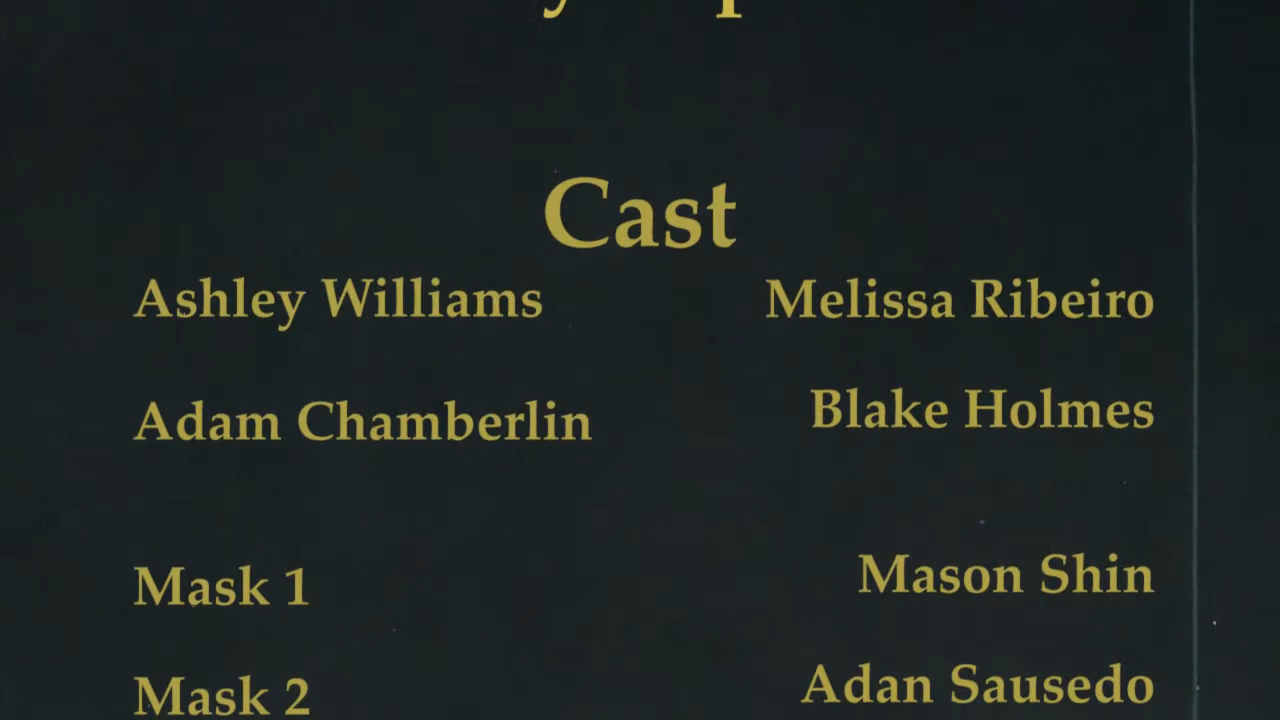 Cast
Ashley Williams Melissa Ribeiro
Adam Chamberlin Blake Holmes
Mask 1 Mason Shin
Mask 2 Adan Sausedo